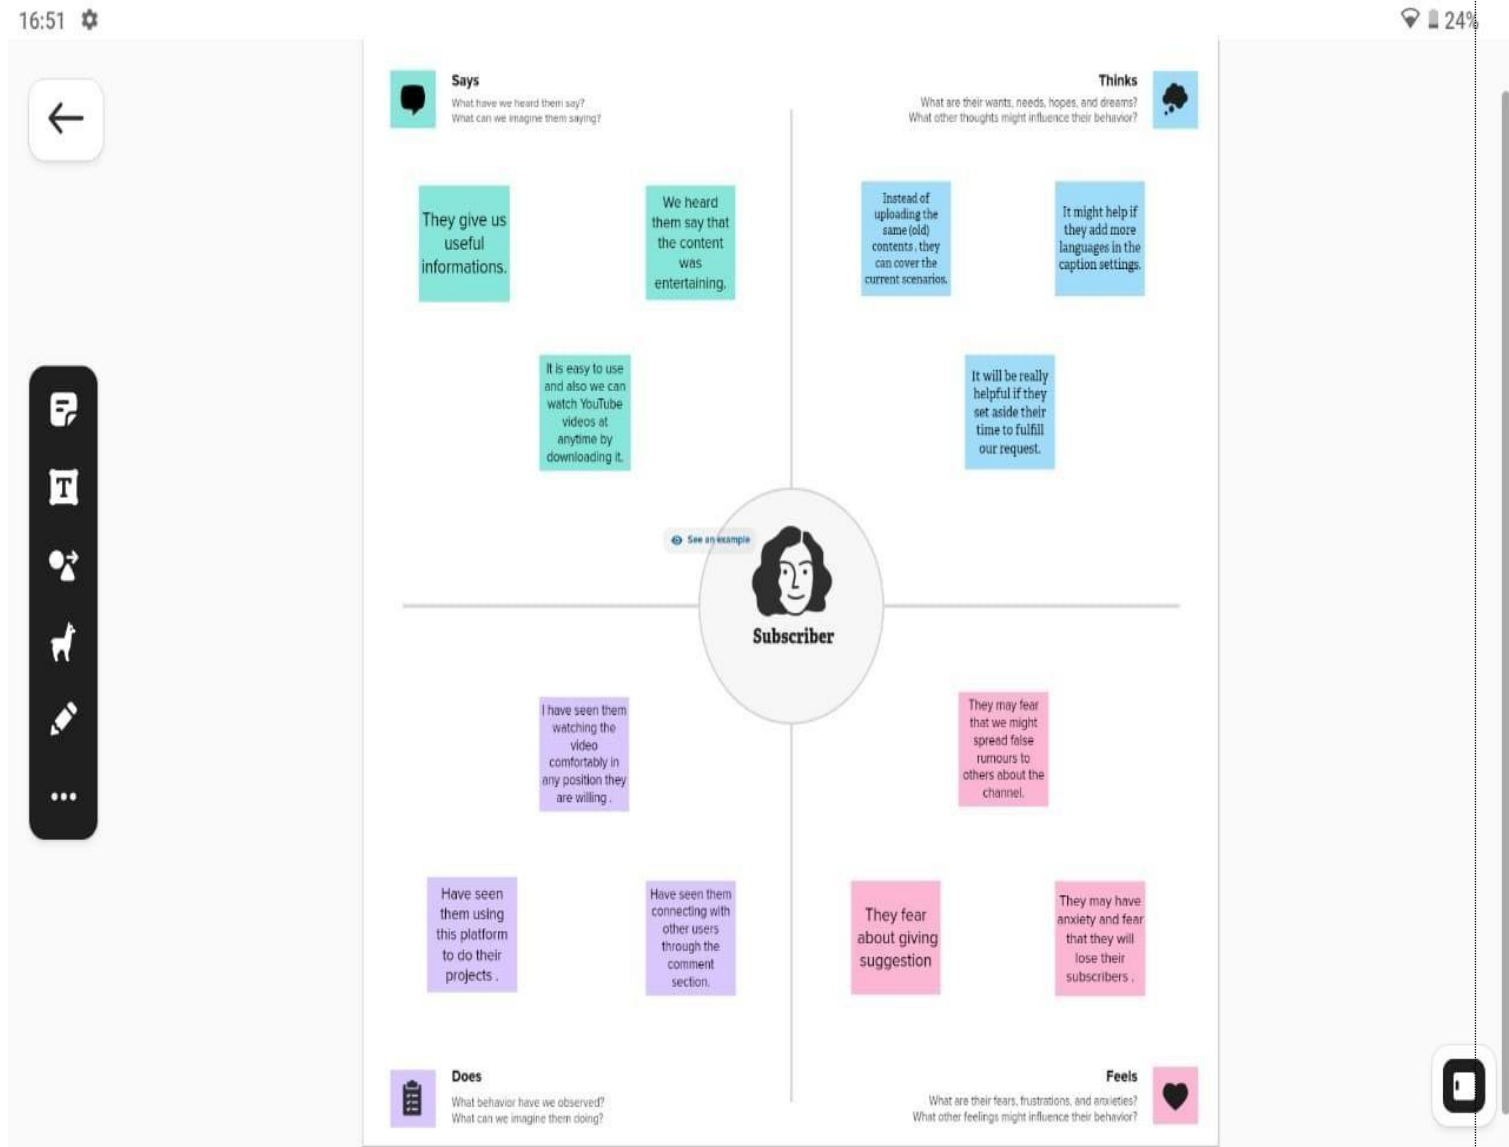 16:51
24%
Says
What have we heard them say?
What can we imagine them saying?
Thinks
What are their wants, needs, hopes, and dreams?
What other thoughts might influence their behavior?
They give us
useful
informations.
We heard
them say that
the content
was
entertaining.
Instead of
uploading the
same (old)
contents , they
can cover the
current scenarios.
It might help if
they add more
languages in the
caption settings.
It is easy to use
and also we can
watch YouTube
videos at
anytime by
downloading it.
It will be really
helpful if they
set aside their
time to fulfill
our request.
See an example
Subscriber
I have seen them
watching the
video
comfortably in
any position they
are willing .
They may fear
that we might
spread false
rumours to
others about the
channel.
Have seen
them using
this platform
to do their
projects .
Have seen them
connecting with
other users
through the
comment
section.
They fear
about giving
suggestion
They may have
anxiety and fear
that they will
lose their
subscribers .
Does
What behavior have we observed?
What can we imagine them doing?
Feels
What are their fears, frustrations, and anxieties?
What other feelings might influence their behavior?